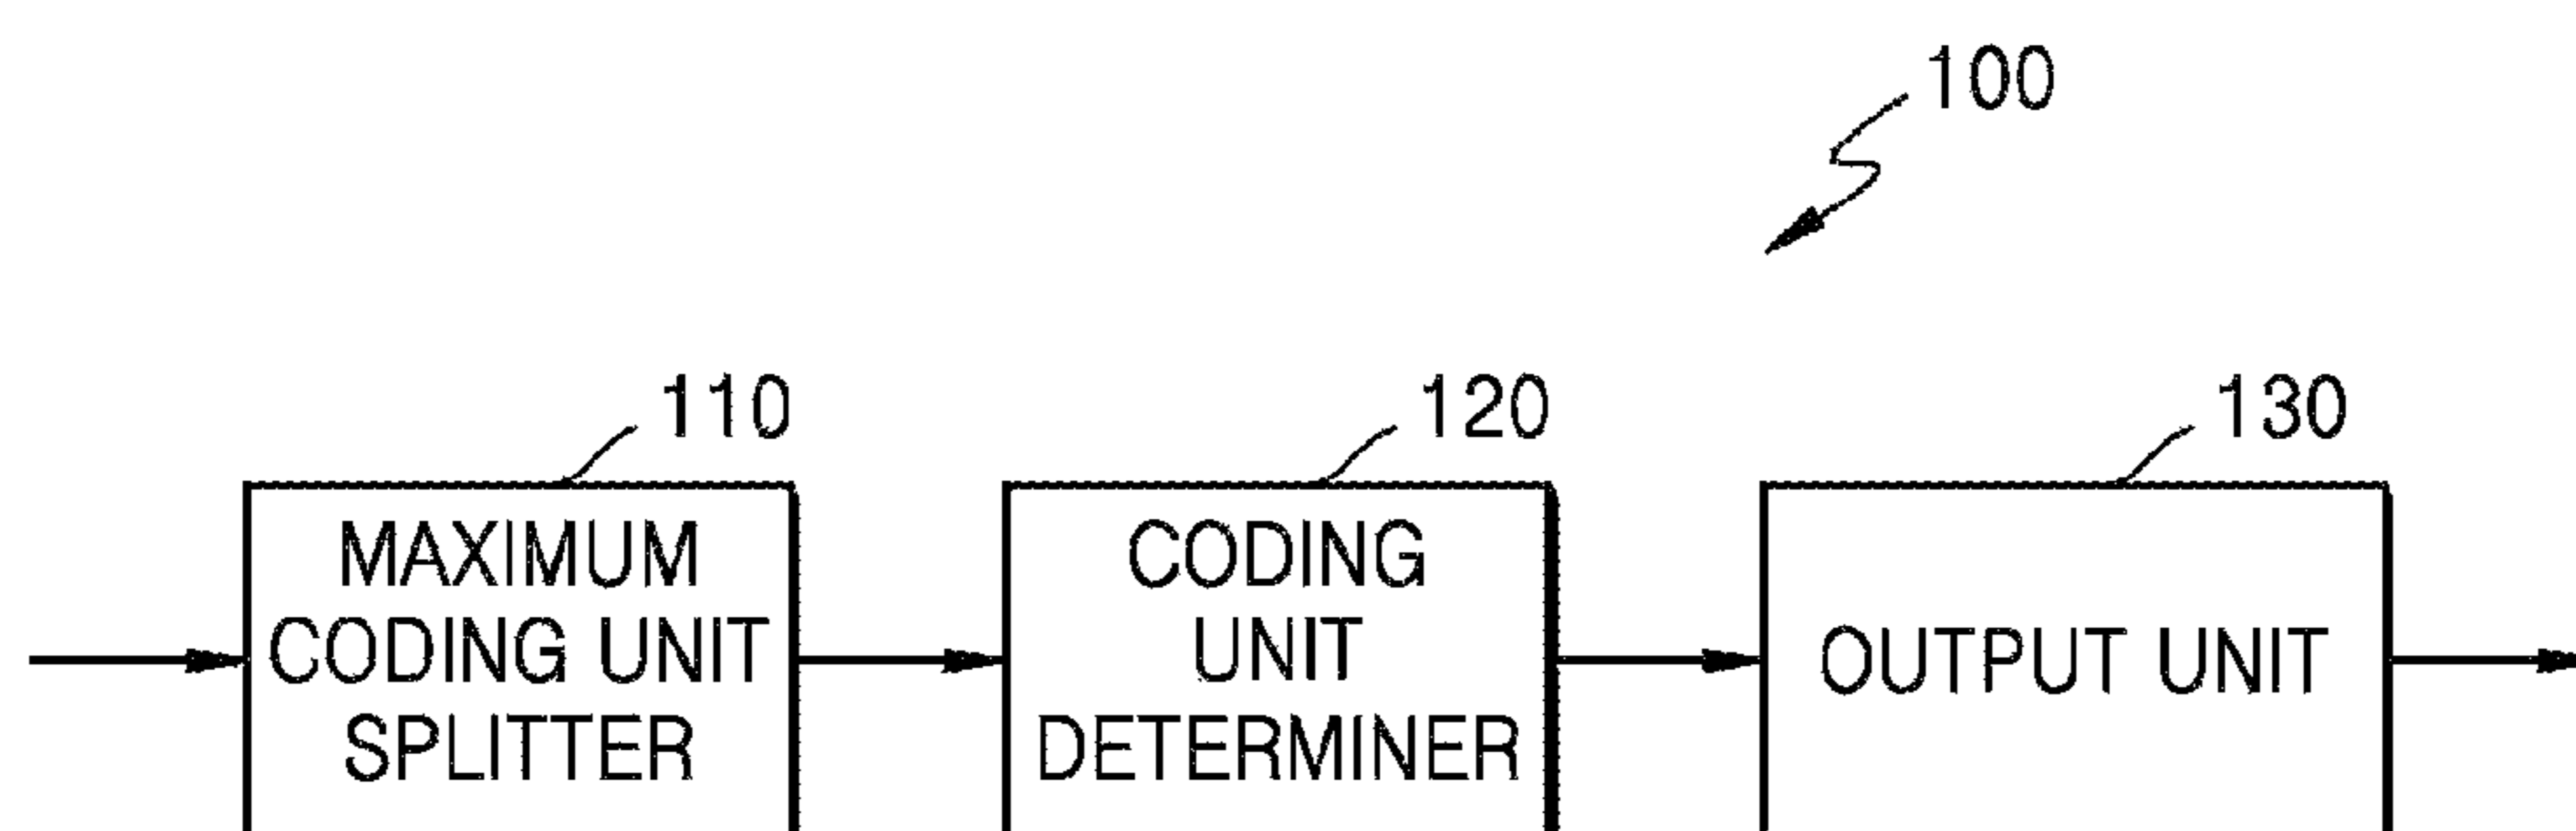 100
110
120
130
MAXIMUM
CODING UNIT
SPLITTER
CODING
UNIT
DETERMINER
OUTPUT UNIT